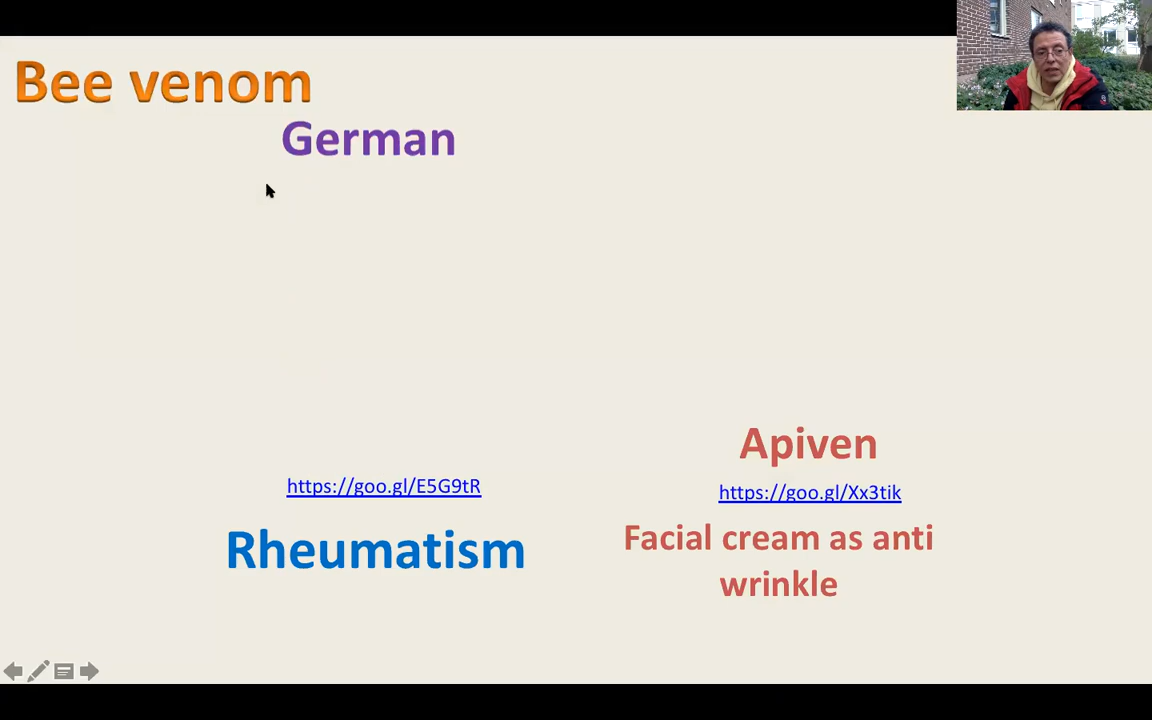 Bee venom
German
Apiven
https://goo.gl/E5G9tR
https://goo.gl/Xx3tik
Rheumatism
Facial cream as anti
wrinkle